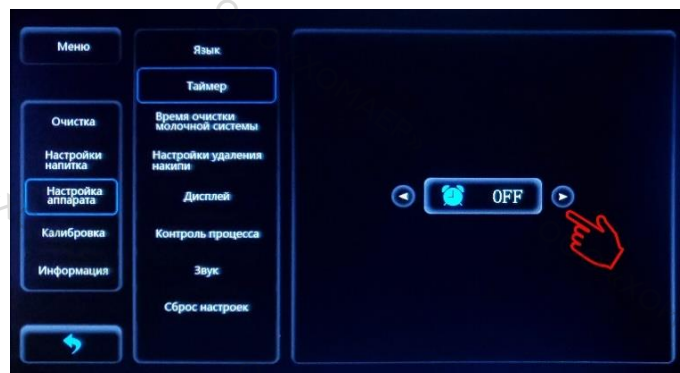 Меню
Очистка
Настройки
напитка
Настройка
аппарата
Калибровка
Информация
Язык
Таймер
Время очистки
молочной системы
Настройки удаления
накипи
Дисплей
Контроль процесса
Звук
Сброс настроек
OFF